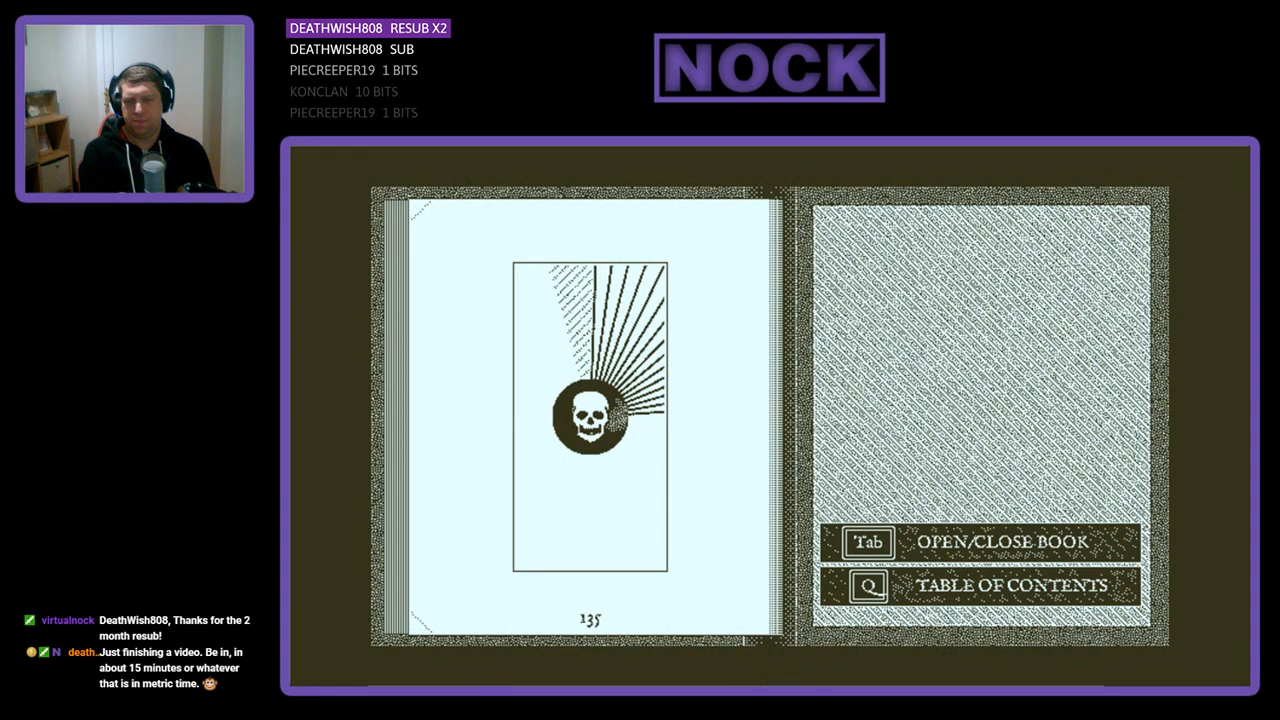 DEATHWISH808 RESUB X2
DEATHWISH808 SUB
PIECREEPER19 1 BITS
KONCLAN 10 BITS
PIECREEPER19 1 BITS
NOCK
135
Tab OPEN/CLOSE BOOK
Q TABLE OF CONTENTS
virtualnock DeathWish808, Thanks for the 2
month resub!
N death... Just finishing a video. Be in, in
about 15 minutes or whatever
that is in metric time.